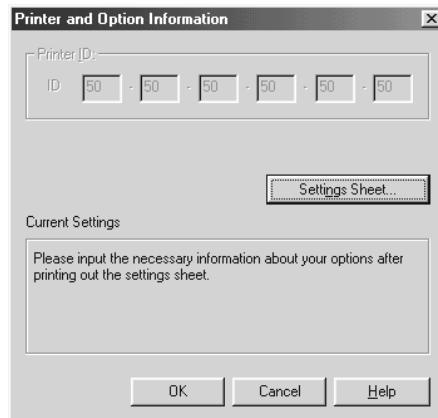 Printer and Option Information
Printer ID:
ID 50 - 50 - 50 - 50 - 50 - 50
Settings Sheet...
Current Settings
Please input the necessary information about your options after
printing out the settings sheet.
OK Cancel Help